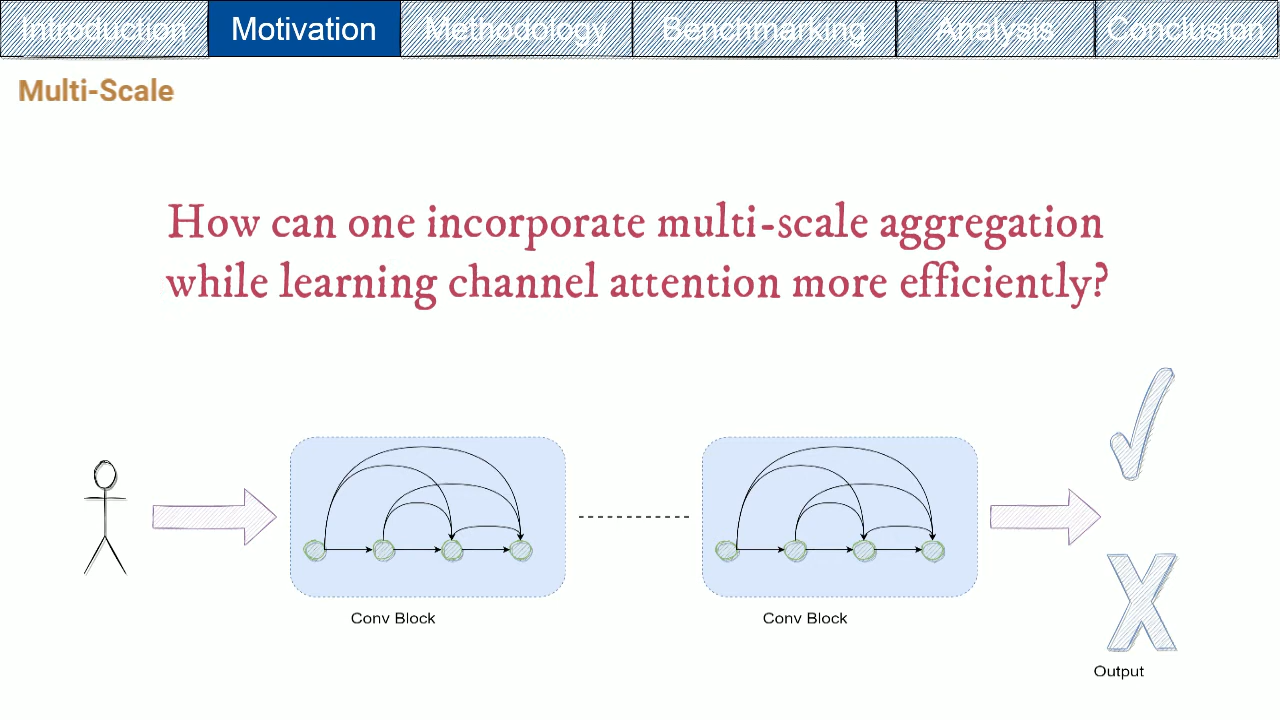 Introduction Motivation Methodology Benchmarking Analysis Conclusion
Multi-Scale
How can one incorporate multi-scale aggregation
while learning channel attention more efficiently?
Conv Block Conv Block
Output